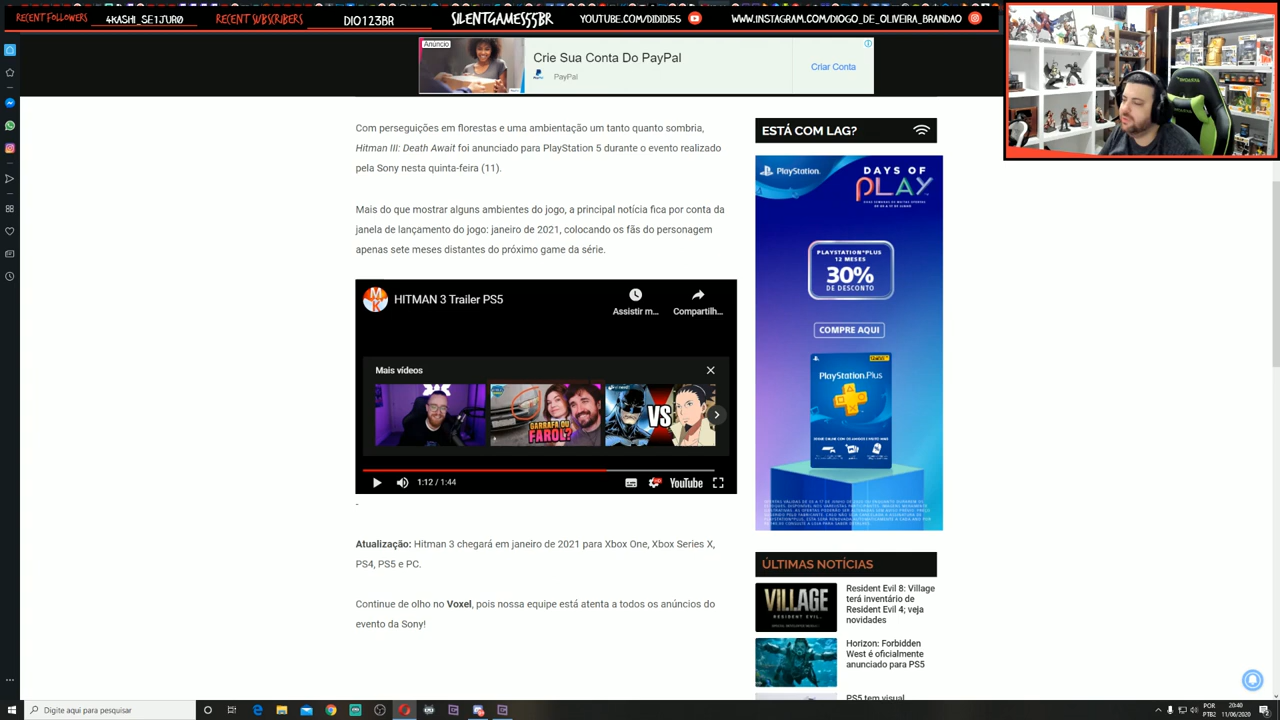 RECENT FOLLOWERS 4KASHI_SE1JURO RECENT SUBSCRIBERS DIO123BR SILENTGAMES55BR YOUTUBE.COM/DIDIDI55 WWW.INSTAGRAM.COM/DIOGO_DE_OLIVEIRA_BRANDAO
Anúncio
Crie Sua Conta Do PayPal
PayPal
Criar Conta
Com perseguições em florestas e uma ambientação um tanto quanto sombria,
Hitman III: Death Await foi anunciado para PlayStation 5 durante o evento realizado
pela Sony nesta quinta-feira (11).
Mais do que mostrar alguns ambientes do jogo, a principal notícia fica por conta da
janela de lançamento do jogo: janeiro de 2021, colocando os fãs do personagem
apenas sete meses distantes do próximo game da série.
MK
HITMAN 3 Trailer PS5
Assistir m...
Compartilh...
Mais vídeos
GARRAFA OU
FAROL?
VS
1:12 / 1:44
YouTube
-
Atualização: Hitman 3 chegará em janeiro de 2021 para Xbox One, Xbox Series X,
PS4, PS5 e PC.
Continue de olho no Voxel, pois nossa equipe está atenta a todos os anúncios do
evento da Sony!
ESTÁ COM LAG?
PlayStation.
DAYS OF
PLAY
PLAYSTATION®PLUS
12 MESES
30%
DE DESCONTO
COMPRE AQUI
PlayStation.Plus
ÚLTIMAS NOTÍCIAS
VILLAGE
RESIDENT EVIL
Resident Evil 8: Village
terá inventário de
Resident Evil 4; veja
novidades
Horizon: Forbidden
West é oficialmente
anunciado para PS5
PS5 tem visual
Digite aqui para pesquisar
POR
PTB2
20:40
11/06/2020